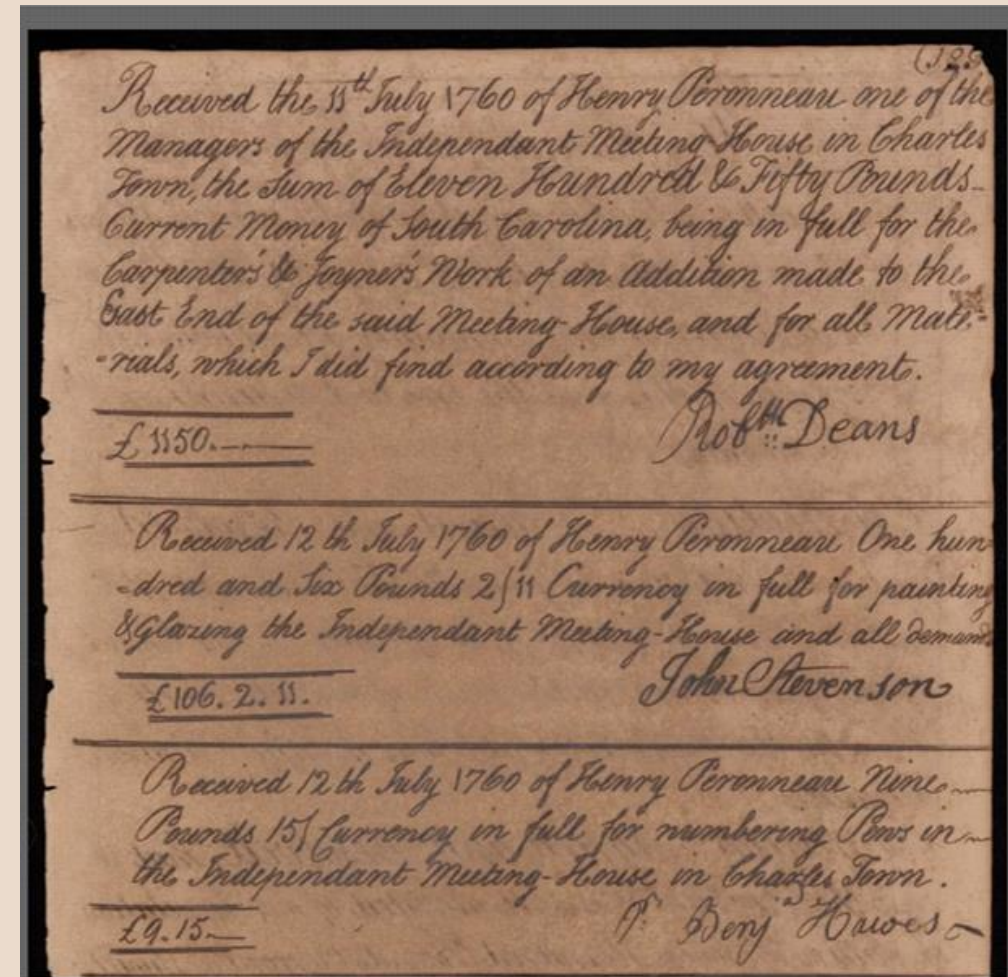 (129
Received the 11th July 1760 of Henry Peronneau one of the
Managers of the Independant Meeting-House in Charles
Town, the Sum of Eleven Hundred & Fifty Pounds
Current Money of South Carolina, being in full for the
Carpenter's & Joyner's Work of an Addition made to the
East End of the said Meeting-House, and for all Mate-
-rials, which I did find according to my agreement.
£1150.—
Robth:: Deans
Received 12th July 1760 of Henry Peronneau One hun
-dred and Six Pounds 2/11 Currency in full for painting
& Glazing the Independant Meeting-House and all demands
£106. 2. 11.
John Stevenson
Received 12th July 1760 of Henry Peronneau Nine
Pounds 15/ Currency in full for numbering Pews in
the Independant Meeting-House in Charles Town.
£9.15—
Pr Benj Hawes